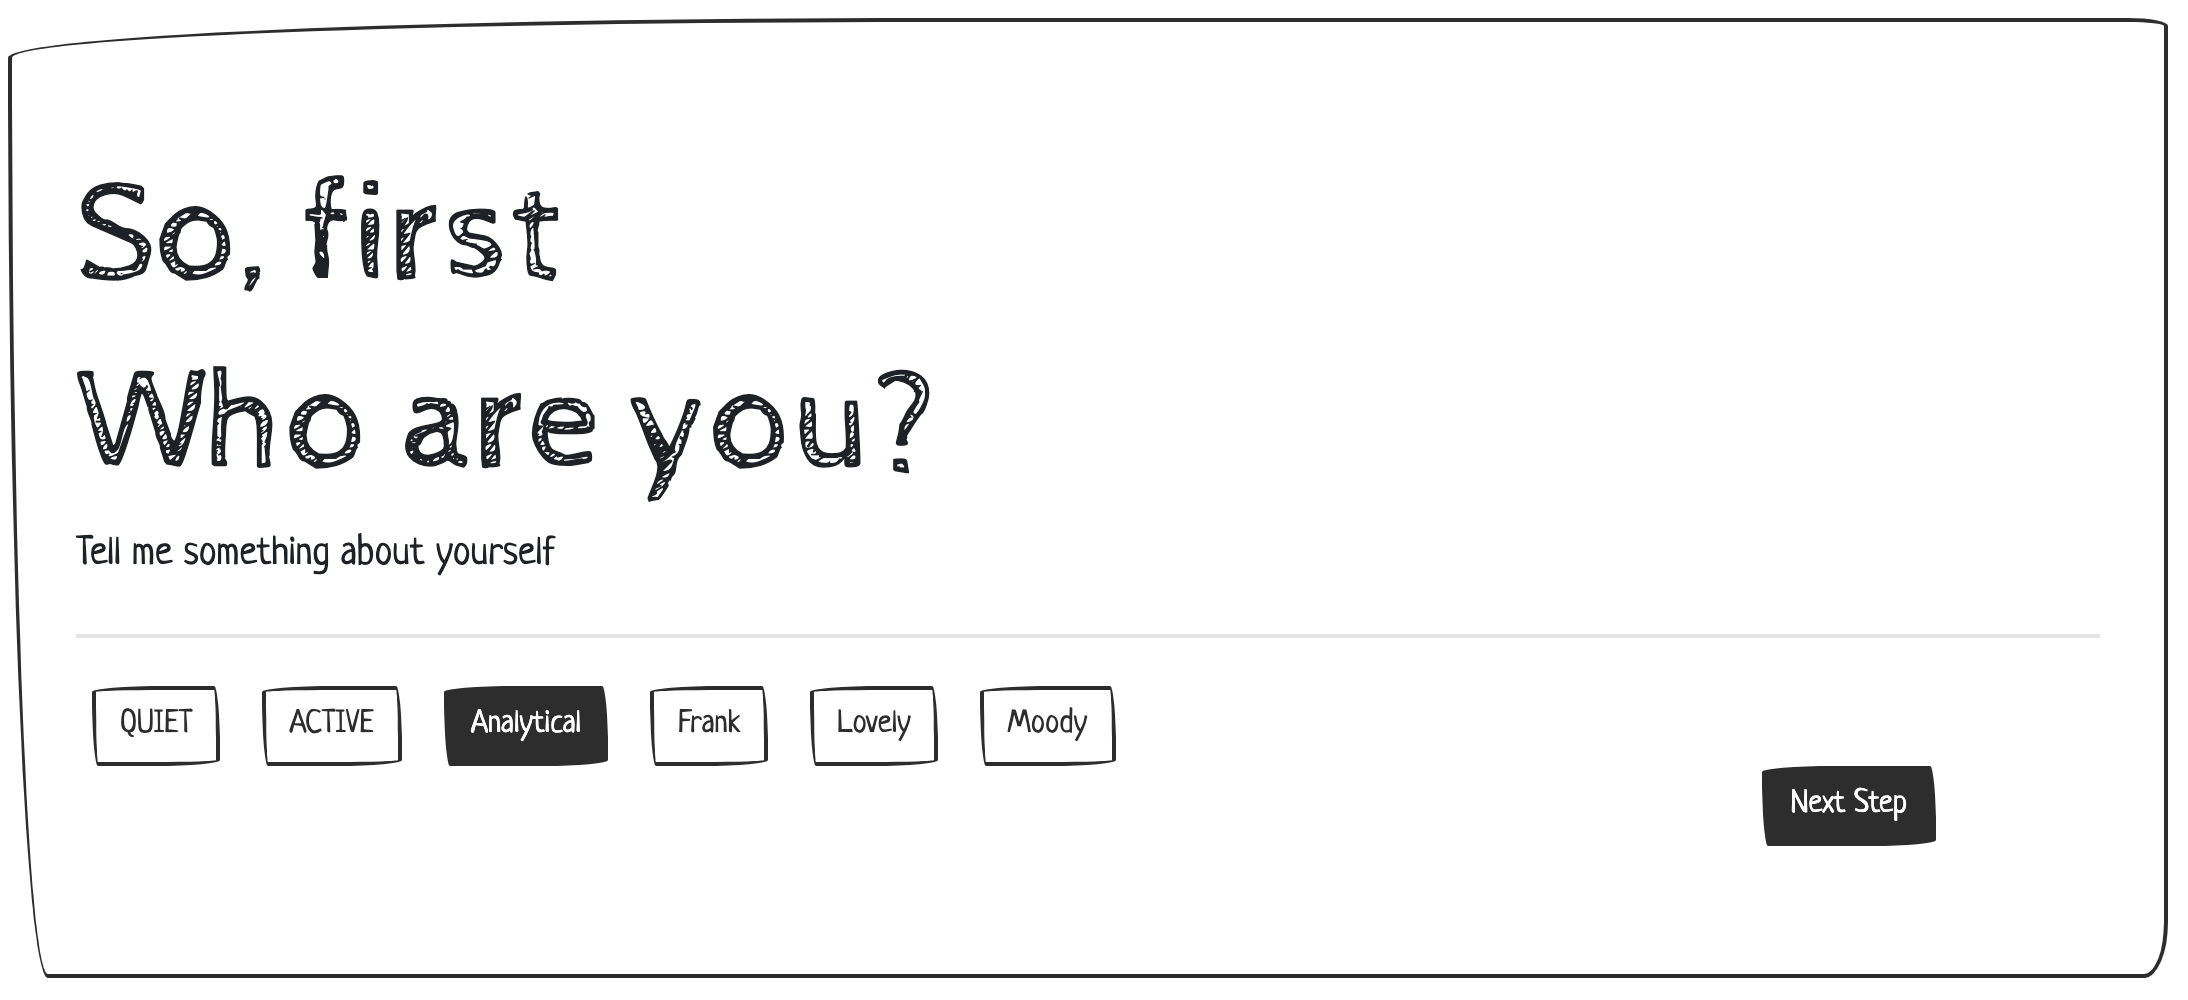 So, first
Who are you?
Tell me something about yourself
QUIET ACTIVE Analytical Frank Lovely Moody
Next Step